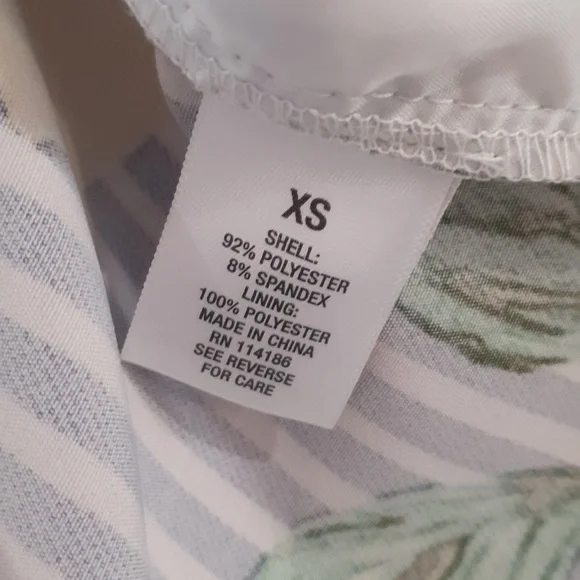 XS
SHELL:
92% POLYESTER
8% SPANDEX
LINING:
100% POLYESTER
MADE IN CHINA
RN 114186
SEE REVERSE
FOR CARE